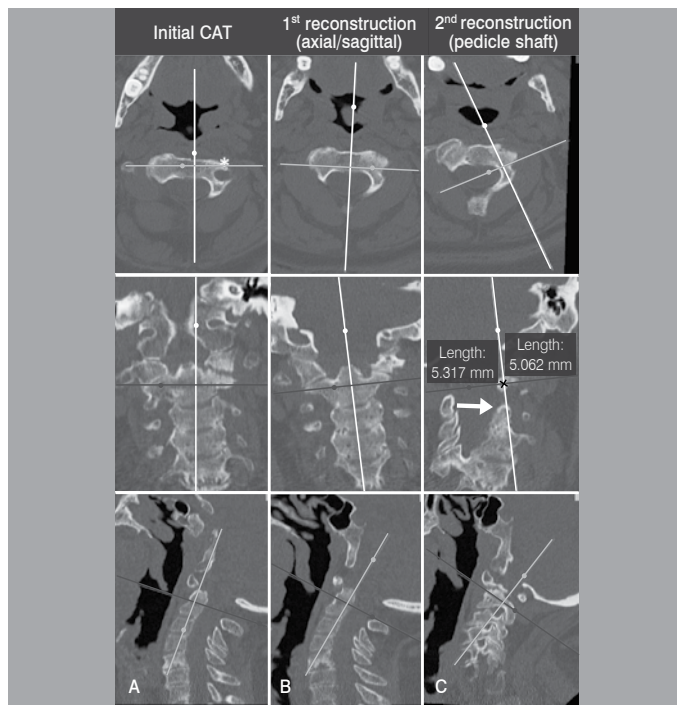 Initial CAT
1st reconstruction
(axial/sagittal)
2nd reconstruction
(pedicle shaft)
*
Length:
5.317 mm
Length:
5.062 mm
A
B
C